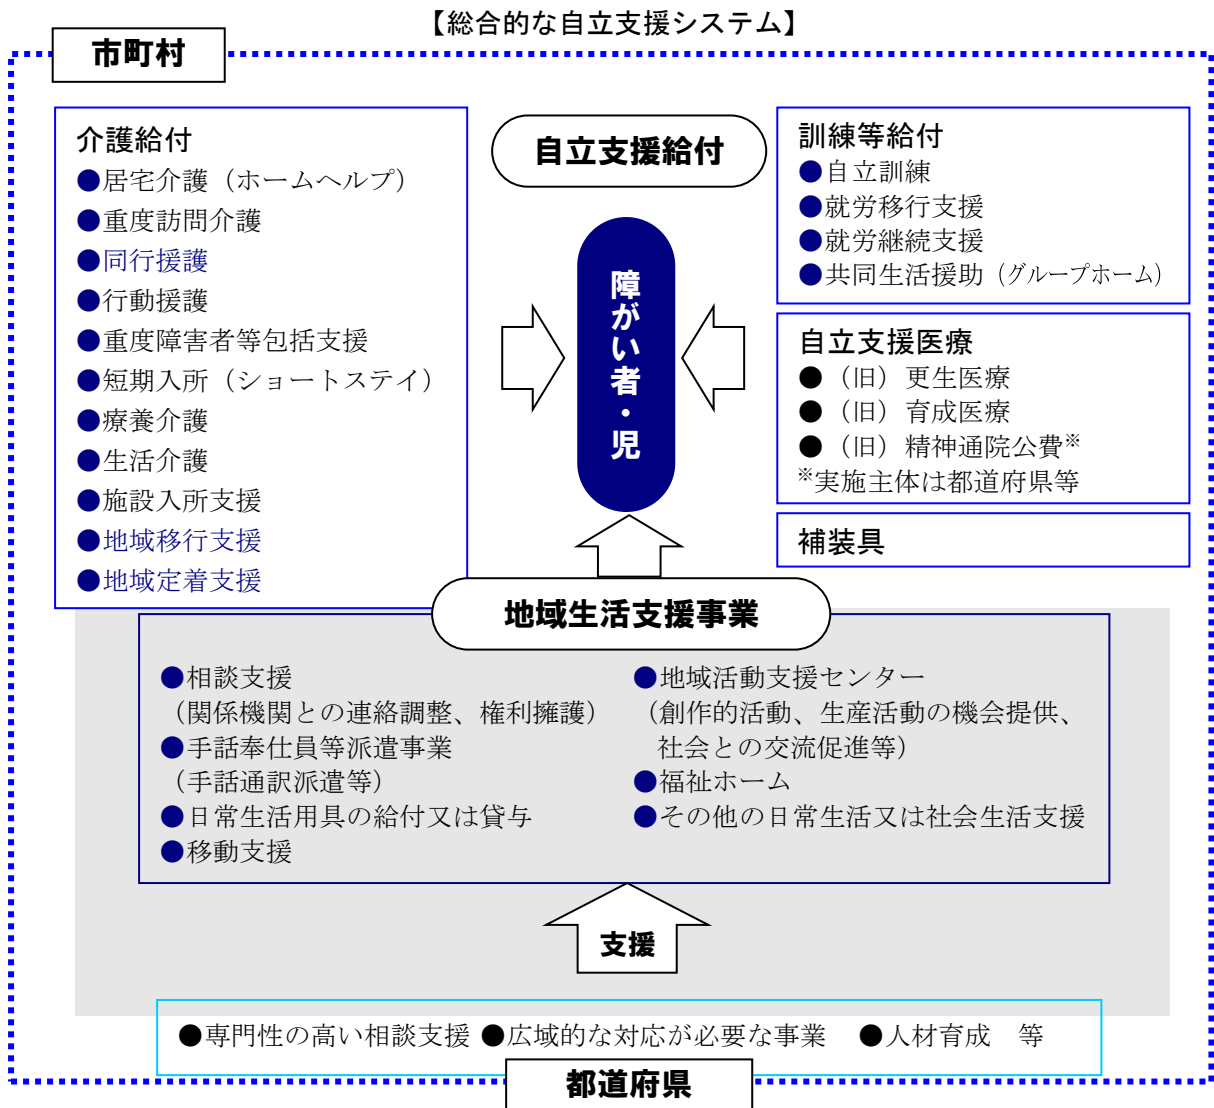 【総合的な自立支援システム】
市町村
介護給付
●居宅介護（ホームヘルプ）
●重度訪問介護
●同行援護
●行動援護
●重度障害者等包括支援
●短期入所（ショートステイ）
●療養介護
●生活介護
●施設入所支援
●地域移行支援
●地域定着支援
自立支援給付
障がい者・児
訓練等給付
●自立訓練
●就労移行支援
●就労継続支援
●共同生活援助（グループホーム）
自立支援医療
●（旧）更生医療
●（旧）育成医療
●（旧）精神通院公費※
※実施主体は都道府県等
補装具
地域生活支援事業
●相談支援
（関係機関との連絡調整、権利擁護）
●手話奉仕員等派遣事業
（手話通訳派遣等）
●日常生活用具の給付又は貸与
●移動支援
●地域活動支援センター
（創作的活動、生産活動の機会提供、
社会との交流促進等）
●福祉ホーム
●その他の日常生活又は社会生活支援
支援
●専門性の高い相談支援 ●広域的な対応が必要な事業　●人材育成　等
都道府県